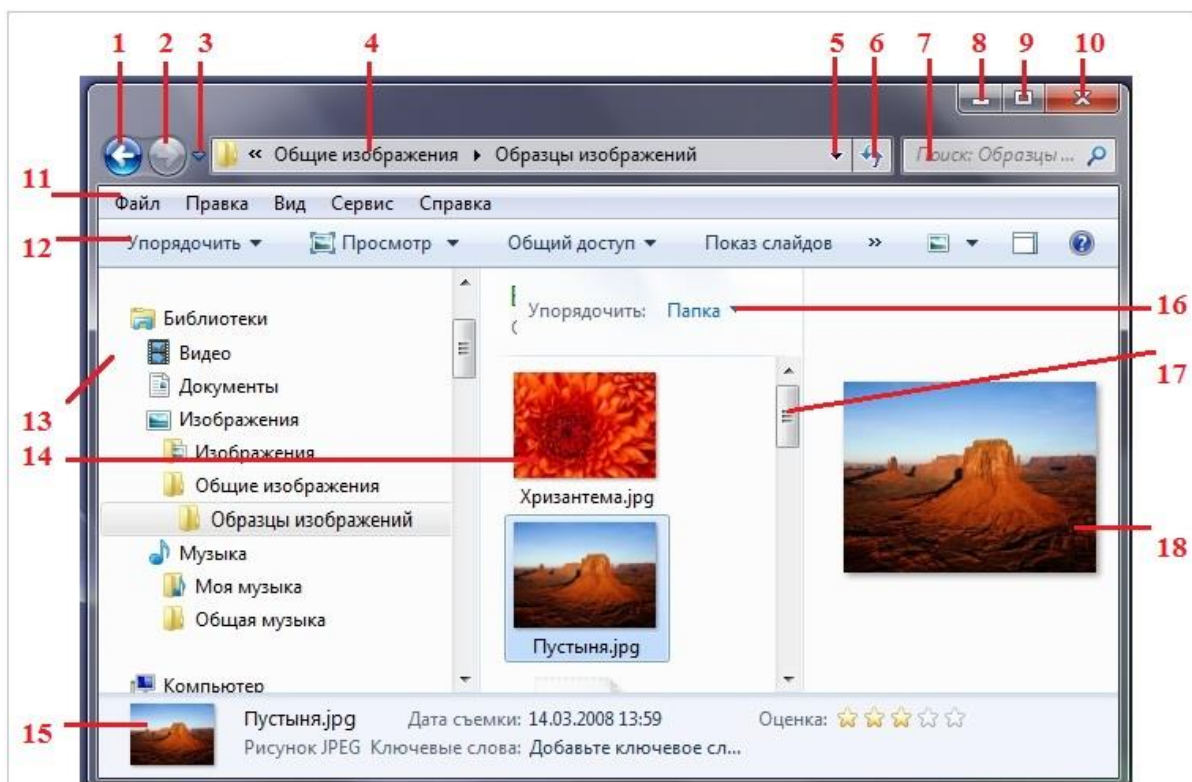 1 2 3 4 5 6 7 8 9 10
« Общие изображения Образцы изображений Поиск: Образцы ...
11
Файл Правка Вид Сервис Справка
12
Упорядочить Просмотр Общий доступ Показ слайдов »
Упорядочить: Папка
16
Библиотеки
Видео
Документы
17
13
Изображения
14
Изображения
Общие изображения
Образцы изображений
Музыка
Моя музыка
Общая музыка
Компьютер
Хризантема.jpg
Пустыня.jpg
18
15
Пустыня.jpg Дата съемки: 14.03.2008 13:59 Оценка:
Рисунок JPEG Ключевые слова: Добавьте ключевое сл...